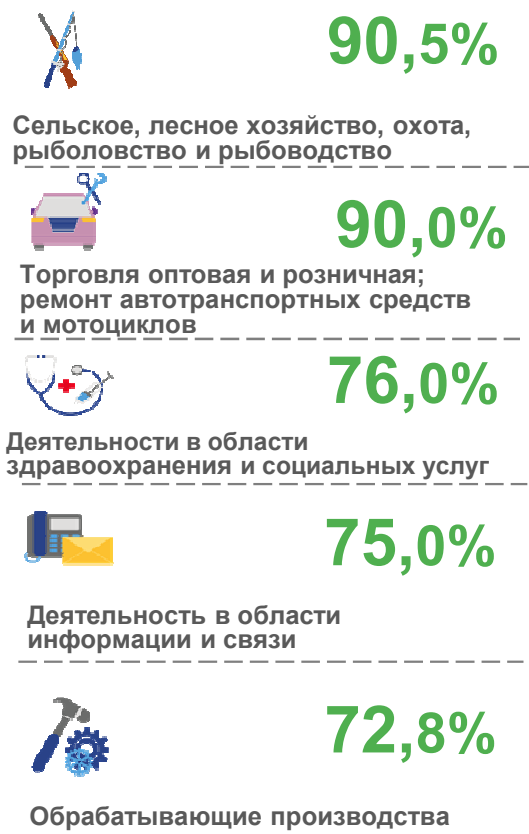 90,5%
Сельское, лесное хозяйство, охота,
рыболовство и рыбоводство
90,0%
Торговля оптовая и розничная;
ремонт автотранспортных средств
и мотоциклов
76,0%
Деятельности в области
здравоохранения и социальных услуг
75,0%
Деятельность в области
информации и связи
72,8%
Обрабатывающие производства